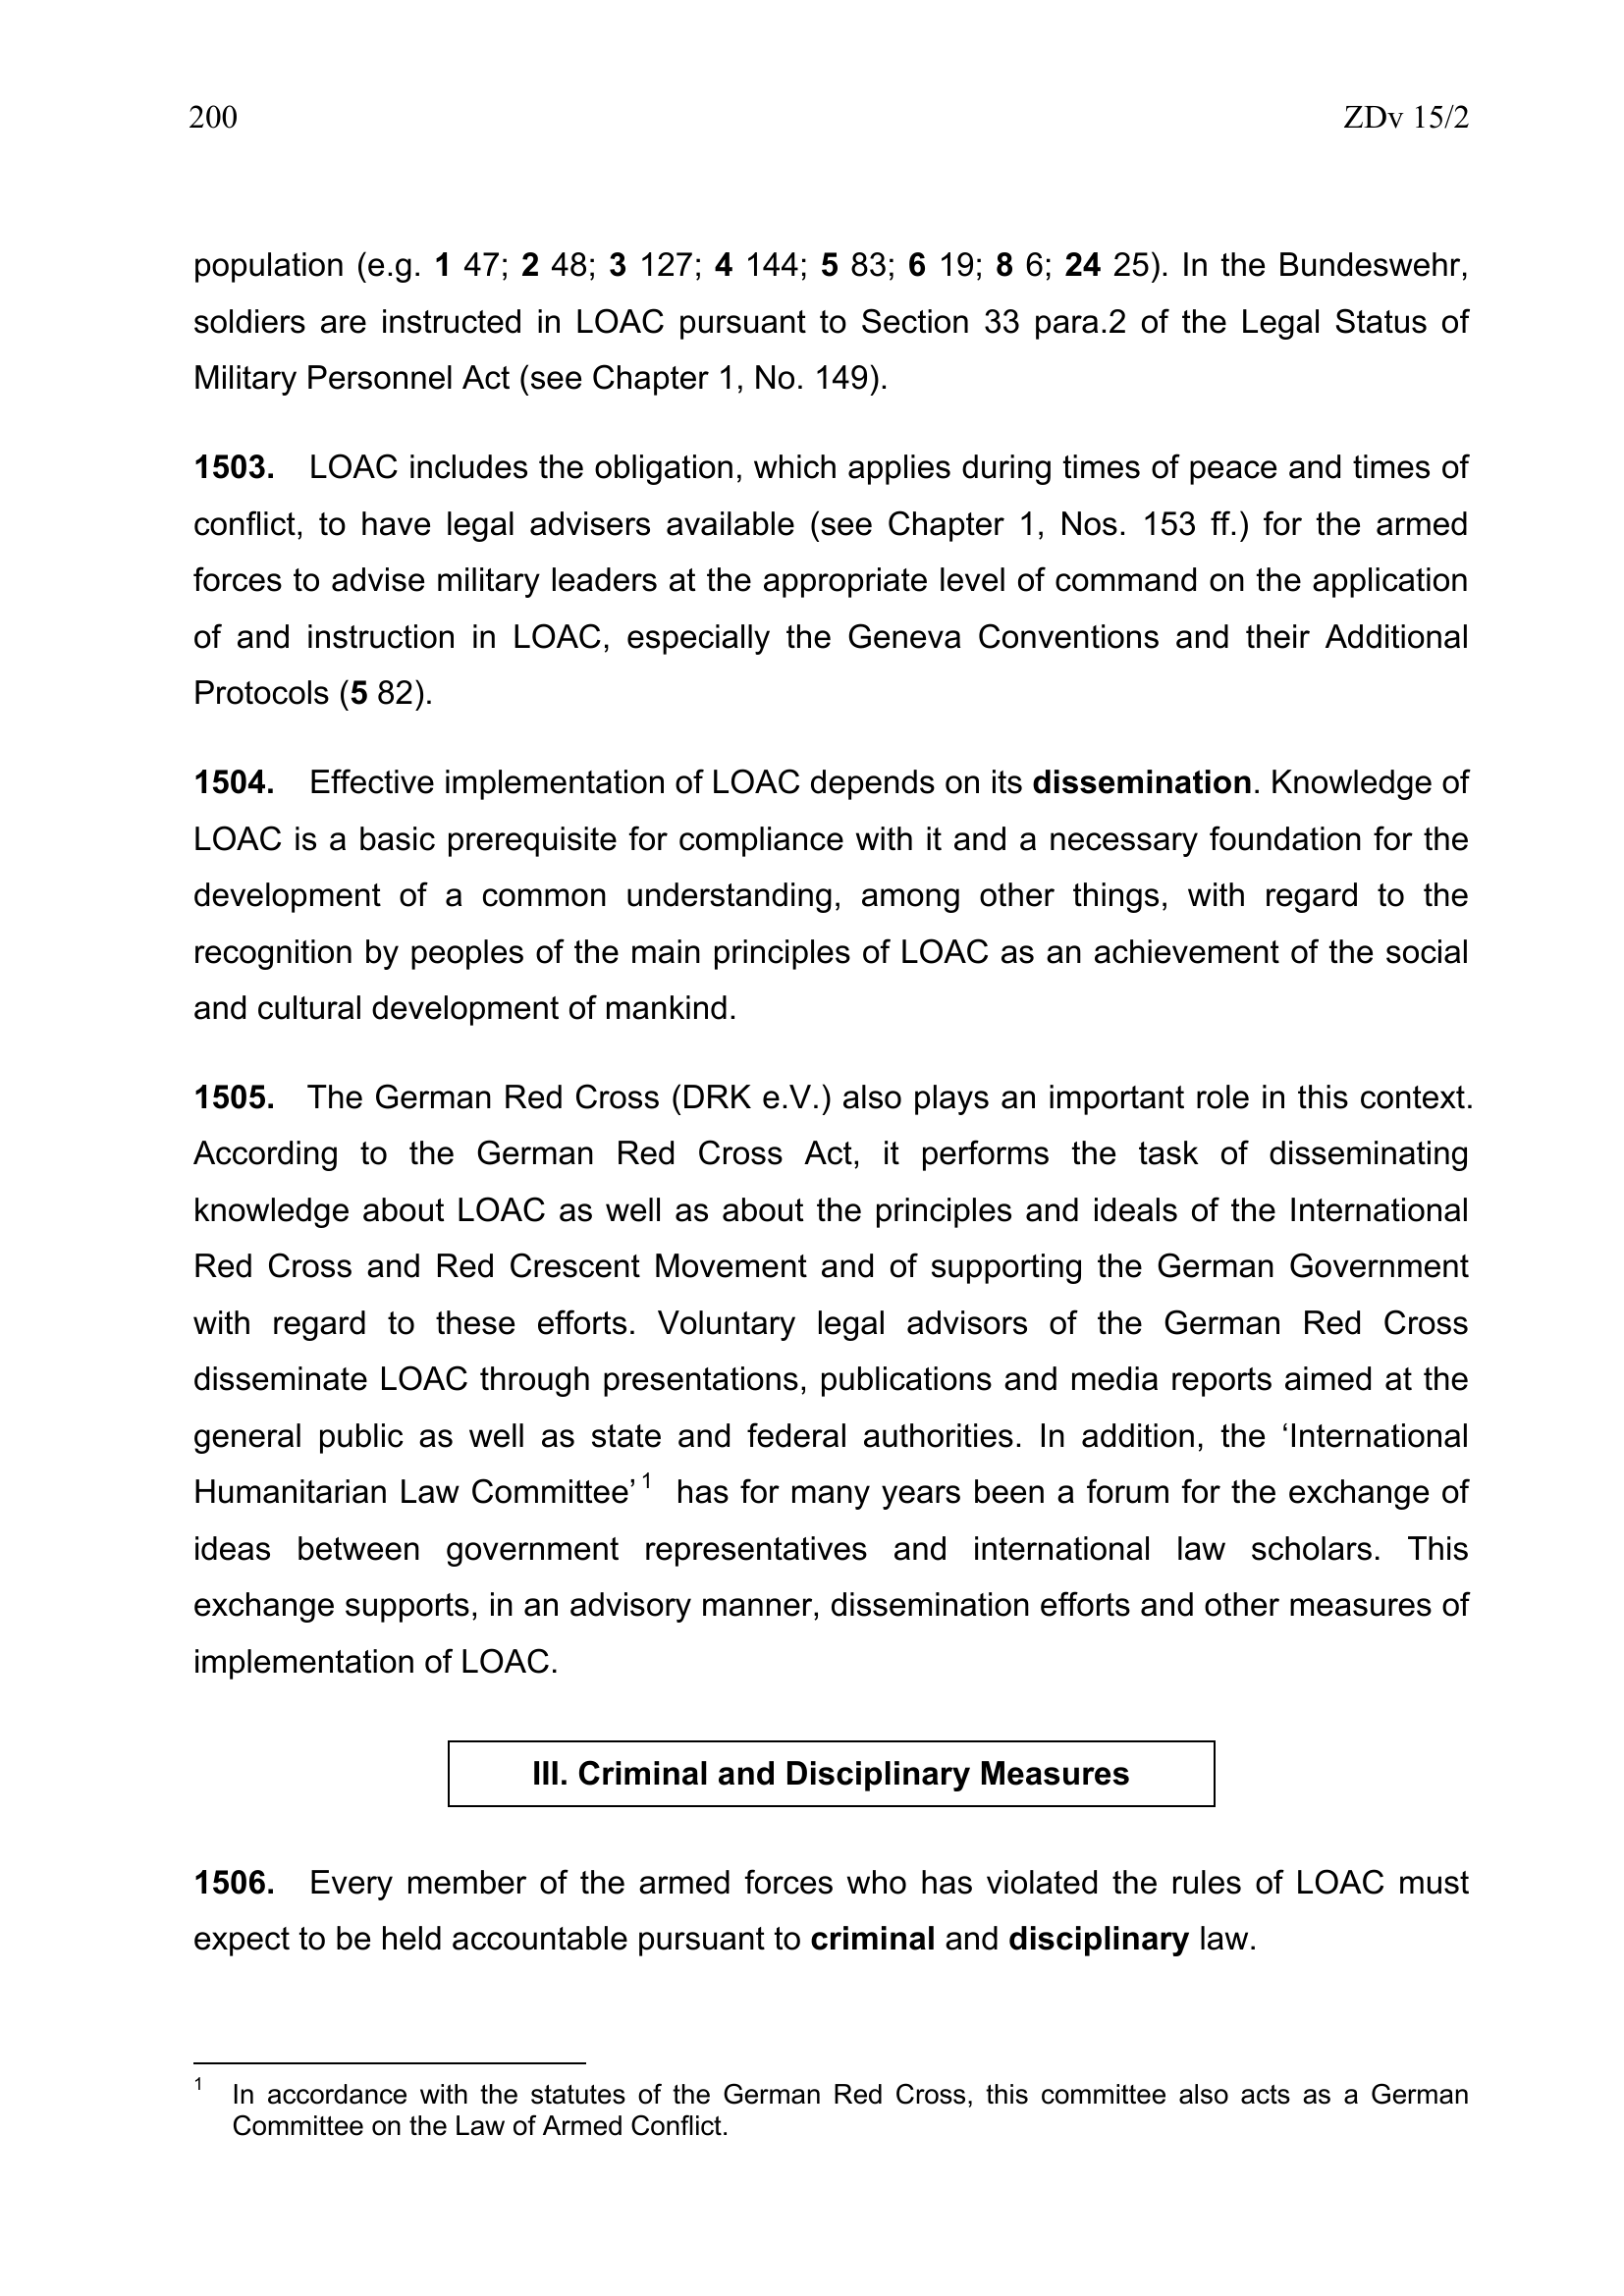 200 ZDv 15/2
population (e.g. 1 47; 2 48; 3 127; 4 144; 5 83; 6 19; 8 6; 24 25). In the Bundeswehr,
soldiers are instructed in LOAC pursuant to Section 33 para.2 of the Legal Status of
Military Personnel Act (see Chapter 1, No. 149).
1503. LOAC includes the obligation, which applies during times of peace and times of
conflict, to have legal advisers available (see Chapter 1, Nos. 153 ff.) for the armed
forces to advise military leaders at the appropriate level of command on the application
of and instruction in LOAC, especially the Geneva Conventions and their Additional
Protocols (5 82).
1504. Effective implementation of LOAC depends on its dissemination. Knowledge of
LOAC is a basic prerequisite for compliance with it and a necessary foundation for the
development of a common understanding, among other things, with regard to the
recognition by peoples of the main principles of LOAC as an achievement of the social
and cultural development of mankind.
1505. The German Red Cross (DRK e.V.) also plays an important role in this context.
According to the German Red Cross Act, it performs the task of disseminating
knowledge about LOAC as well as about the principles and ideals of the International
Red Cross and Red Crescent Movement and of supporting the German Government
with regard to these efforts. Voluntary legal advisors of the German Red Cross
disseminate LOAC through presentations, publications and media reports aimed at the
general public as well as state and federal authorities. In addition, the ‘International
Humanitarian Law Committee’ 1 has for many years been a forum for the exchange of
ideas between government representatives and international law scholars. This
exchange supports, in an advisory manner, dissemination efforts and other measures of
implementation of LOAC.
III. Criminal and Disciplinary Measures
1506. Every member of the armed forces who has violated the rules of LOAC must
expect to be held accountable pursuant to criminal and disciplinary law.
1 In accordance with the statutes of the German Red Cross, this committee also acts as a German
Committee on the Law of Armed Conflict.